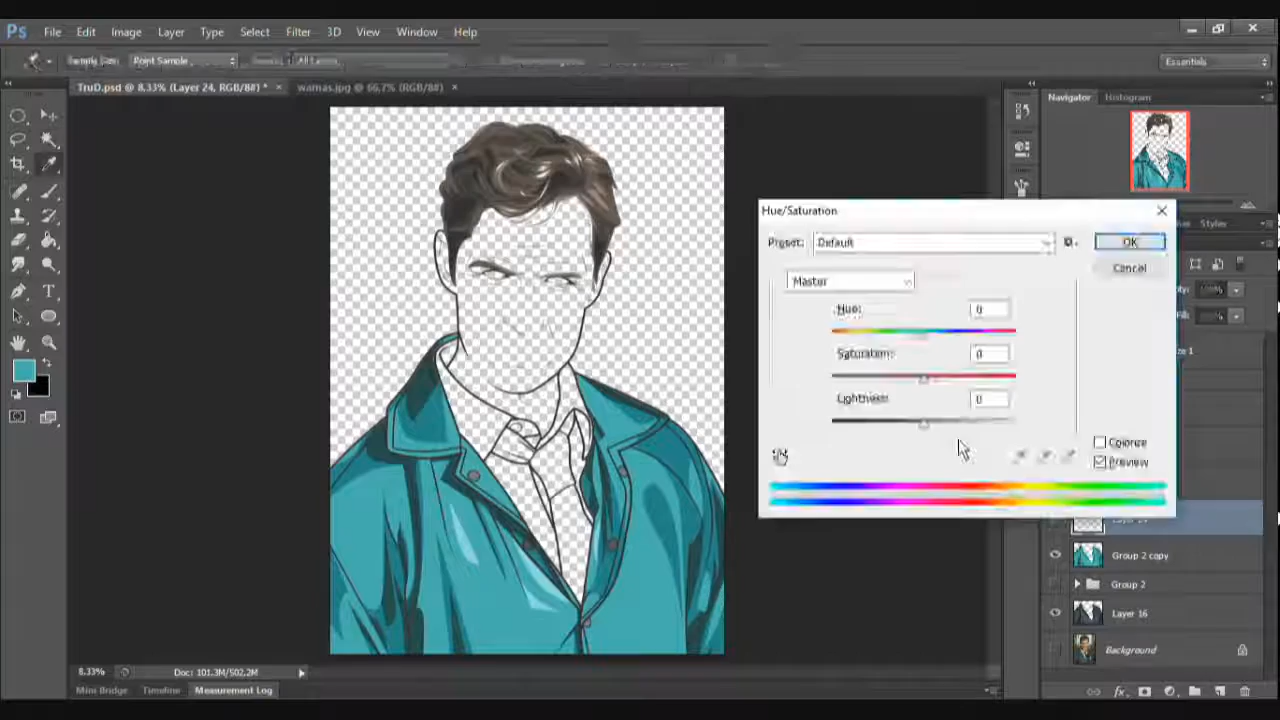 Ps File Edit Image Layer Type Select Filter 3D View Window Help
Sample Size: Point Sample
Essentials
TruD.psd @ 8,33% (Layer 24, RGB/8#) * × warnas.jpg @ 66,7% (RGB/8#) ×
Navigator Histogram
Styles
Hue/Saturation
Preset: Default
OK
Cancel
Master
Hue: 0
Saturation: 0
Lightness: 0
Colorize
Preview
Group 2 copy
Group 2
Layer 16
Background
8.33% Doc: 101.3M/502.2M
Mini Bridge Timeline Measurement Log